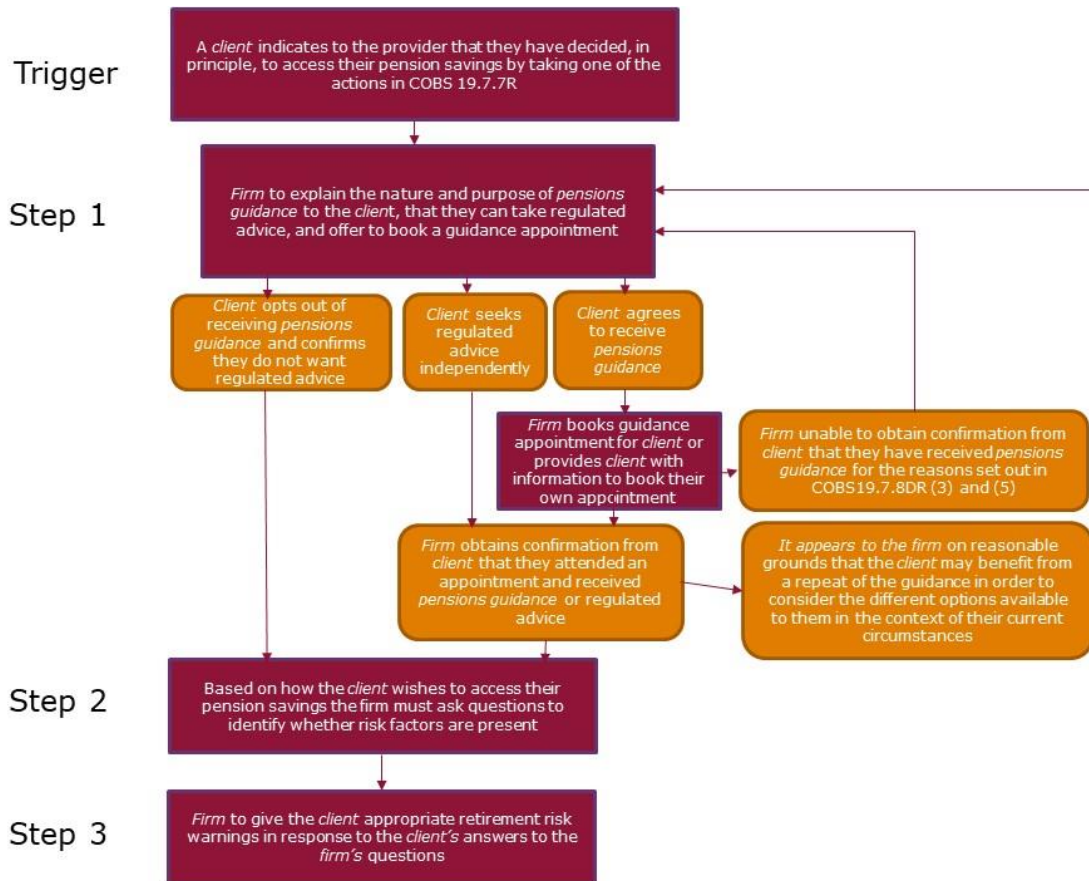 Trigger
A client indicates to the provider that they have decided, in
principle, to access their pension savings by taking one of the
actions in COBS 19.7.7R
Step 1
Firm to explain the nature and purpose of pensions
guidance to the client, that they can take regulated
advice, and offer to book a guidance appointment
Client opts out of
receiving pensions
guidance and confirms
they do not want
regulated advice
Client seeks
regulated
advice
independently
Client agrees
to receive
pensions
guidance
Firm books guidance
appointment for client or
provides client with
information to book their
own appointment
Firm unable to obtain confirmation from
client that they have received pensions
guidance for the reasons set out in
COBS19.7.8DR (3) and (5)
Firm obtains confirmation from
client that they attended an
appointment and received
pensions guidance or regulated
advice
It appears to the firm on reasonable
grounds that the client may benefit from
a repeat of the guidance in order to
consider the different options available
to them in the context of their current
circumstances
Step 2
Based on how the client wishes to access their
pension savings the firm must ask questions to
identify whether risk factors are present
Step 3
Firm to give the client appropriate retirement risk
warnings in response to the client's answers to the
firm's questions